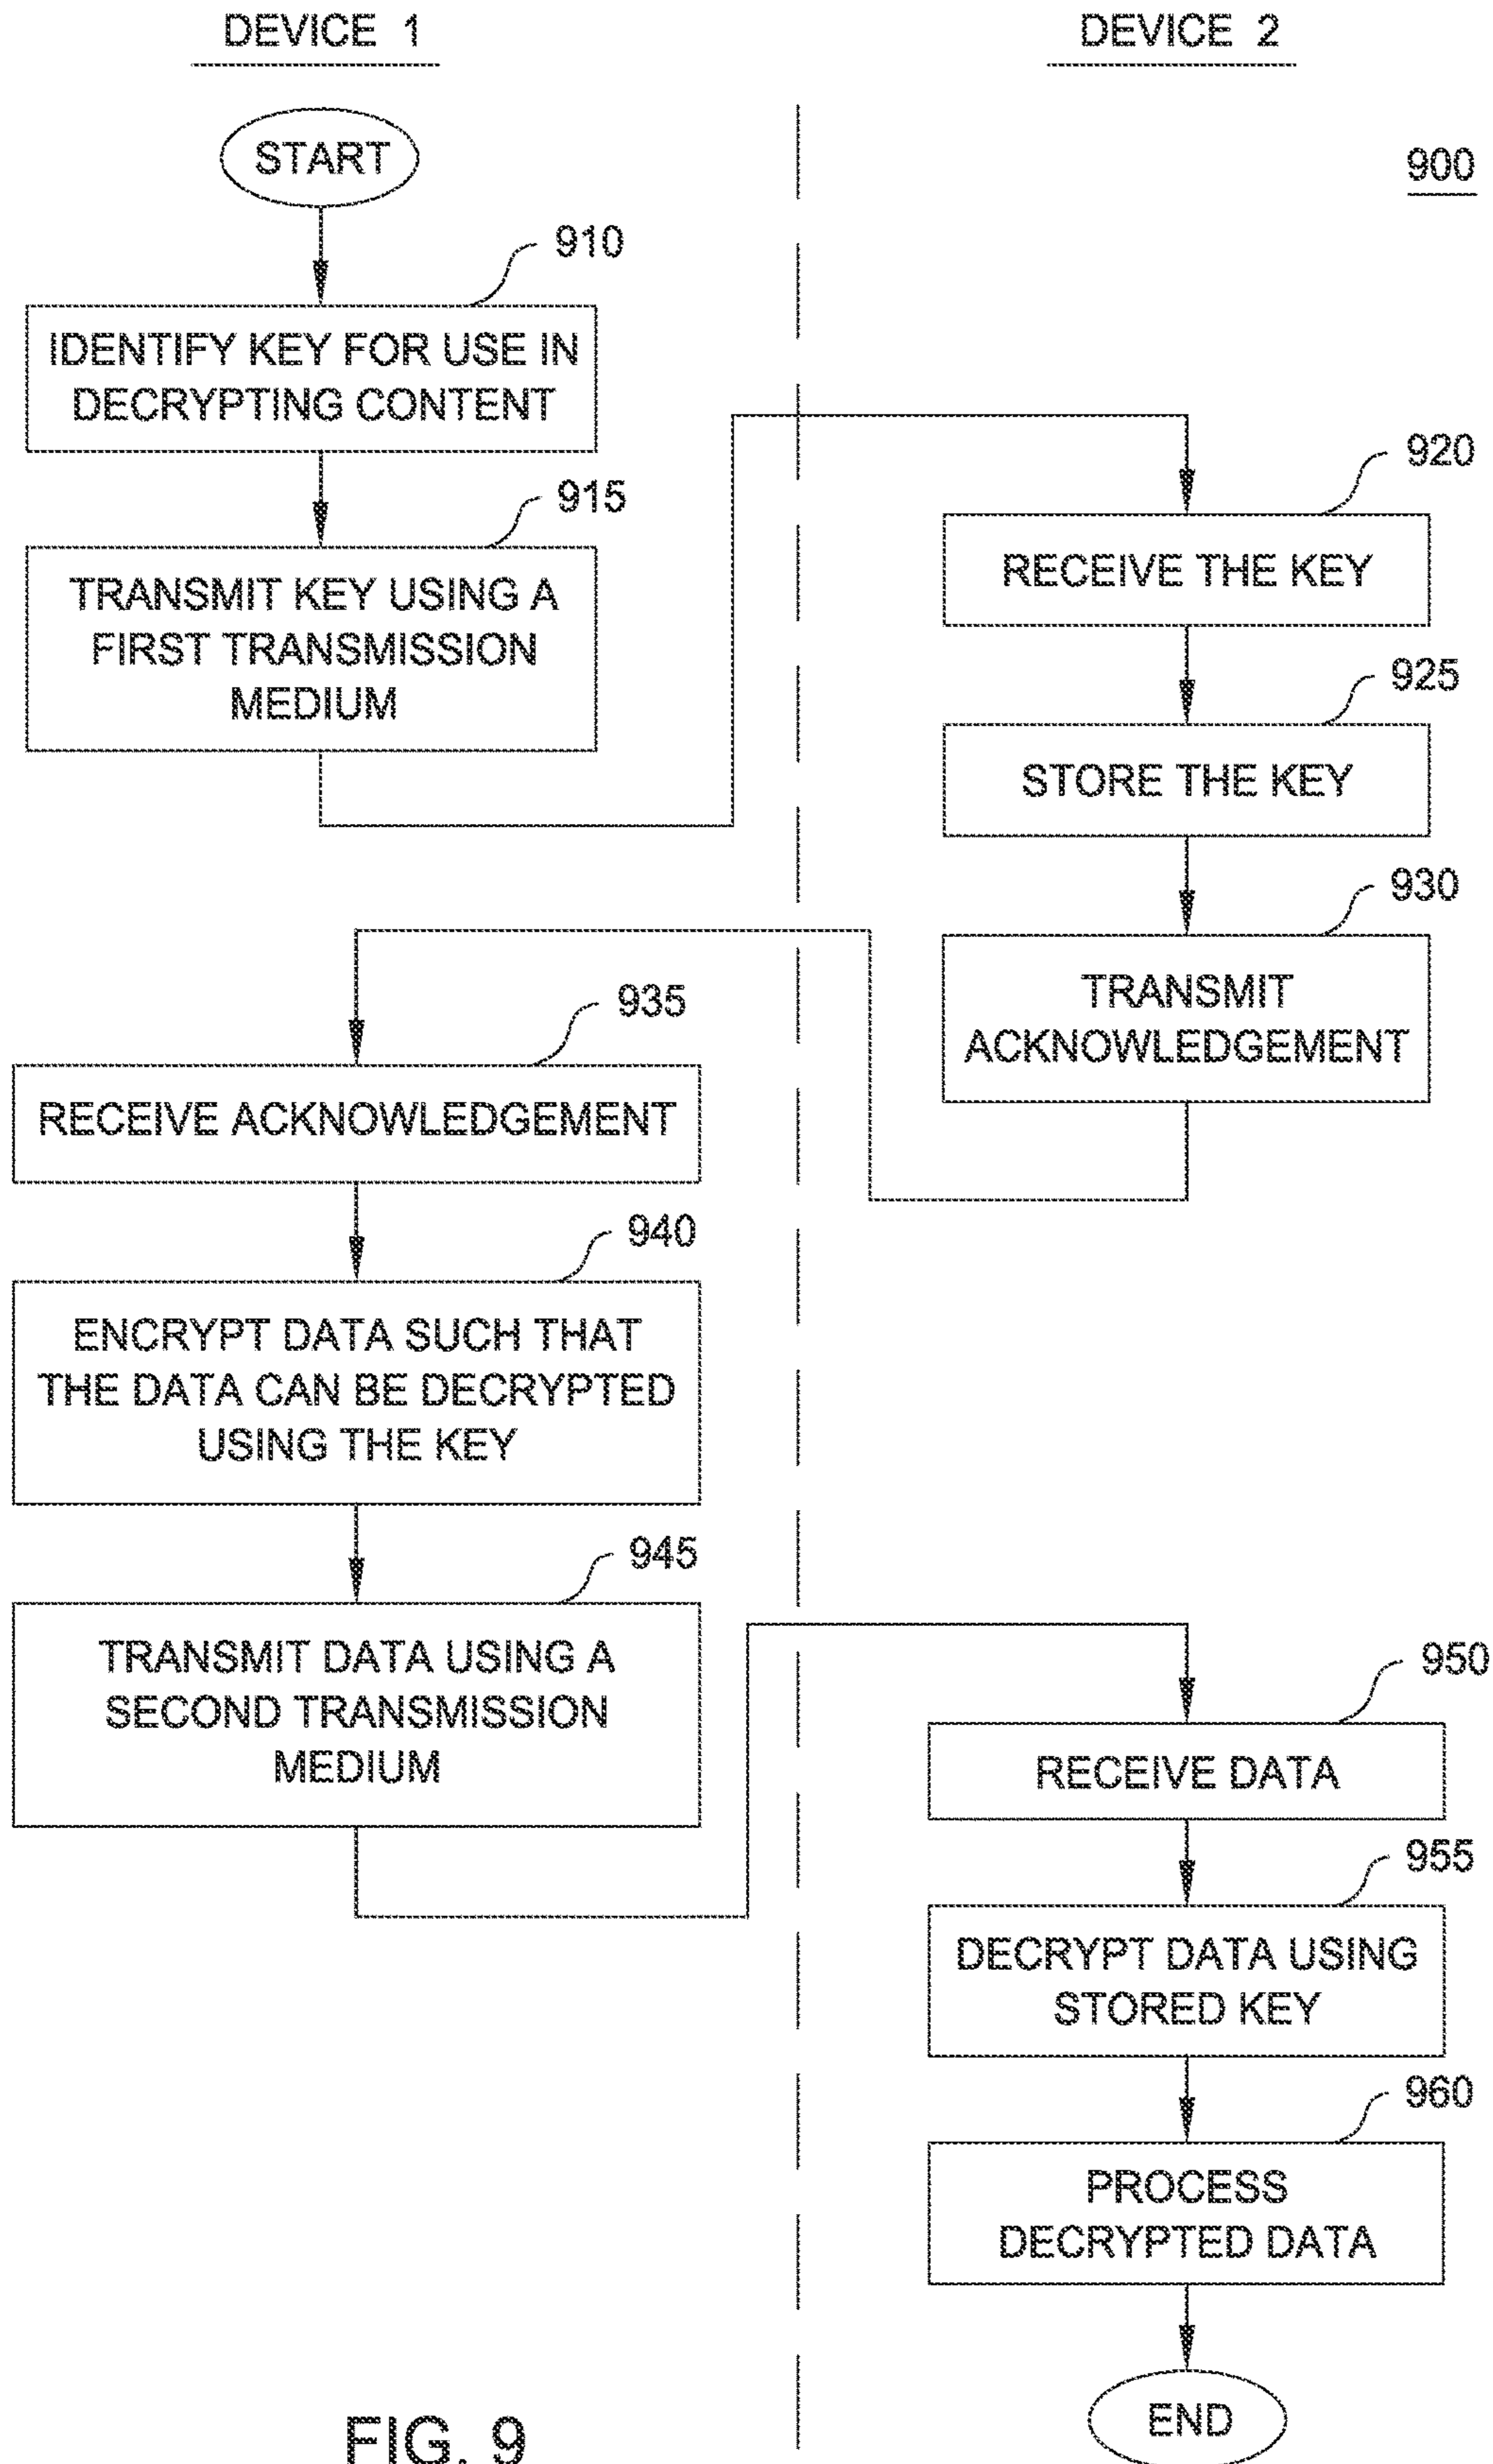 DEVICE 1
DEVICE 2
900
START
910
IDENTIFY KEY FOR USE IN
DECRYPTING CONTENT
915
TRANSMIT KEY USING A
FIRST TRANSMISSION
MEDIUM
920
RECEIVE THE KEY
925
STORE THE KEY
930
TRANSMIT
ACKNOWLEDGEMENT
935
RECEIVE ACKNOWLEDGEMENT
940
ENCRYPT DATA SUCH THAT
THE DATA CAN BE DECRYPTED
USING THE KEY
945
TRANSMIT DATA USING A
SECOND TRANSMISSION
MEDIUM
950
RECEIVE DATA
955
DECRYPT DATA USING
STORED KEY
960
PROCESS
DECRYPTED DATA
END
FIG. 9